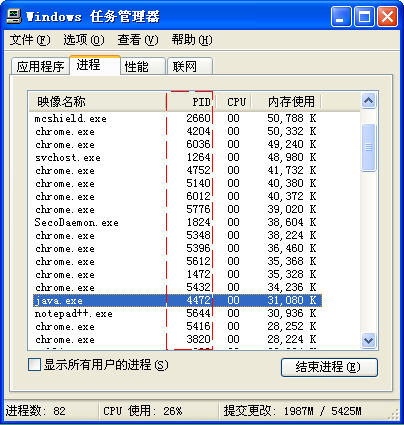 Windows 任务管理器
文件(F) 选项(O) 查看(V) 帮助(H)
应用程序 进程 性能 联网
映像名称 PID CPU 内存使用
mcshield.exe 2660 00 50,788 K
chrome.exe 4204 00 50,332 K
chrome.exe 6036 00 49,240 K
svchost.exe 1264 00 48,980 K
chrome.exe 4752 00 41,732 K
chrome.exe 5140 00 40,380 K
chrome.exe 6012 00 40,372 K
chrome.exe 5776 00 39,020 K
SecoDaemon.exe 1824 00 38,604 K
chrome.exe 5348 00 38,224 K
chrome.exe 5396 00 36,460 K
chrome.exe 5612 00 35,368 K
chrome.exe 1472 00 35,328 K
chrome.exe 5432 00 34,236 K
java.exe 4472 00 31,080 K
notepad++.exe 5644 00 30,936 K
chrome.exe 5416 00 28,252 K
chrome.exe 3820 00 28,224 K
显示所有用户的进程(S) 结束进程(E)
进程数: 82 CPU 使用: 26% 提交更改: 1987M / 5425M